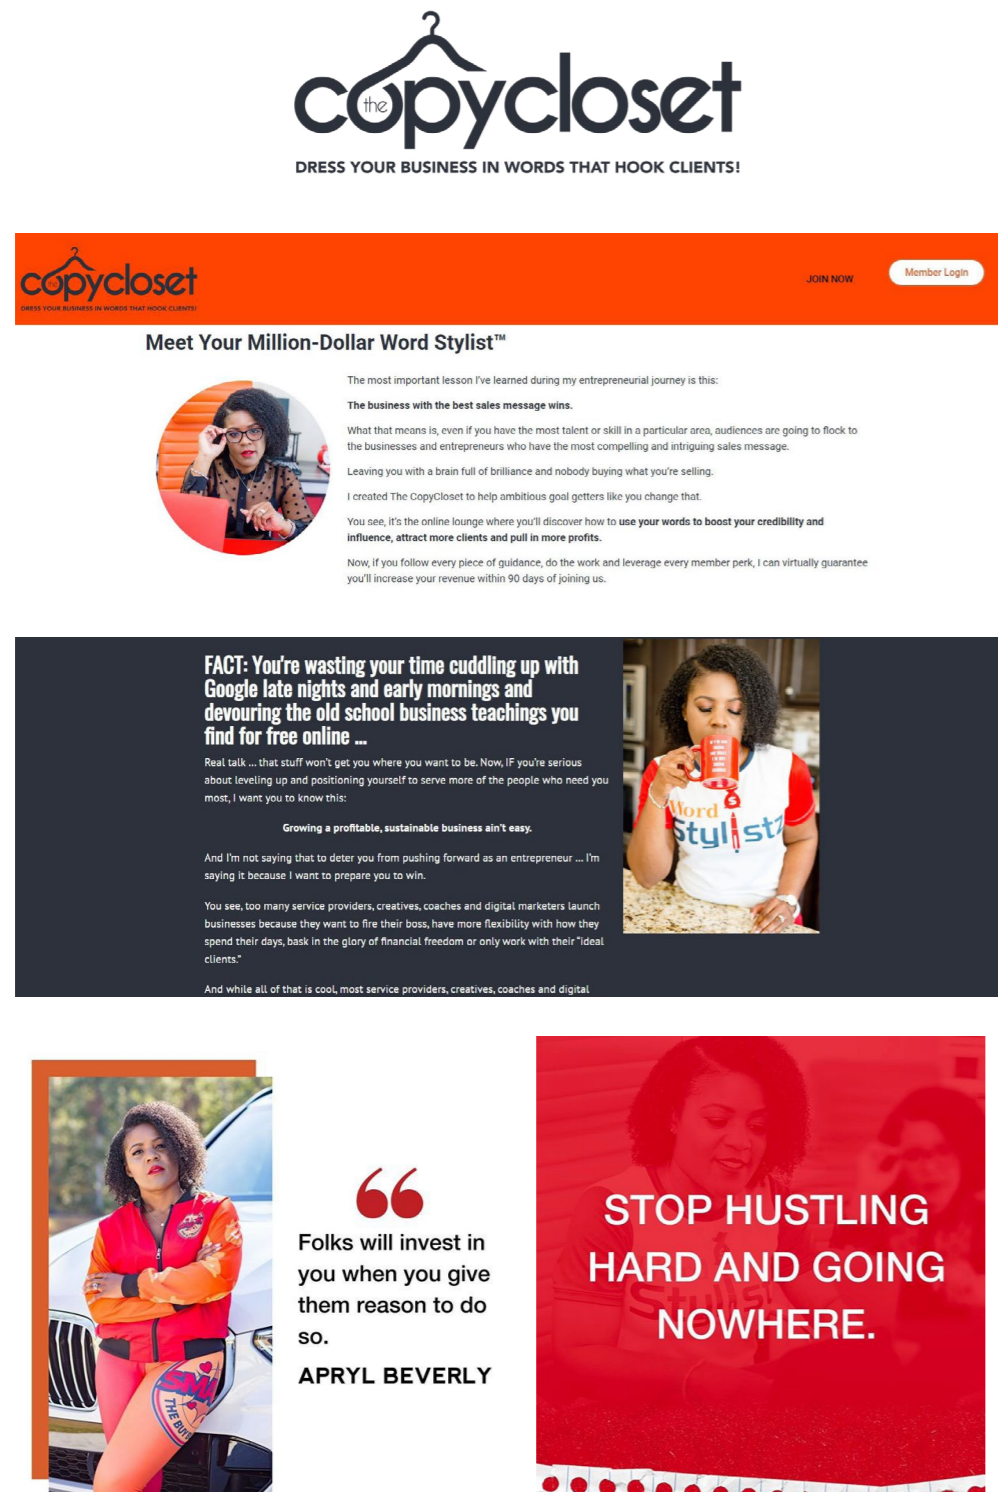 the
copycloset
DRESS YOUR BUSINESS IN WORDS THAT HOOK CLIENTS!
the
copycloset
DRESS YOUR BUSINESS IN WORDS THAT HOOK CLIENTS!
JOIN NOW
Member Login
Meet Your Million-Dollar Word Stylist™
The most important lesson I've learned during my entrepreneurial journey is this:
The business with the best sales message wins.
What that means is, even if you have the most talent or skill in a particular area, audiences are going to flock to
the businesses and entrepreneurs who have the most compelling and intriguing sales message.
Leaving you with a brain full of brilliance and nobody buying what you're selling.
I created The CopyCloset to help ambitious goal getters like you change that.
You see, it's the online lounge where you'll discover how to use your words to boost your credibility and
influence, attract more clients and pull in more profits.
Now, if you follow every piece of guidance, do the work and leverage every member perk, I can virtually guarantee
you'll increase your revenue within 90 days of joining us.
FACT: You're wasting your time cuddling up with
Google late nights and early mornings and
devouring the old school business teachings you
find for free online ...
Real talk ... that stuff won't get you where you want to be. Now, IF you're serious
about leveling up and positioning yourself to serve more of the people who need you
most, I want you to know this:
Growing a profitable, sustainable business ain't easy.
And I'm not saying that to deter you from pushing forward as an entrepreneur ... I'm
saying it because I want to prepare you to win.
You see, too many service providers, creatives, coaches and digital marketers launch
businesses because they want to fire their boss, have more flexibility with how they
spend their days, bask in the glory of financial freedom or only work with their "ideal
clients."
And while all of that is cool, most service providers, creatives, coaches and digital
Word
Stylistz
Folks will invest in
you when you give
them reason to do
so.
APRYL BEVERLY
THE
STOP HUSTLING
HARD AND GOING
NOWHERE.